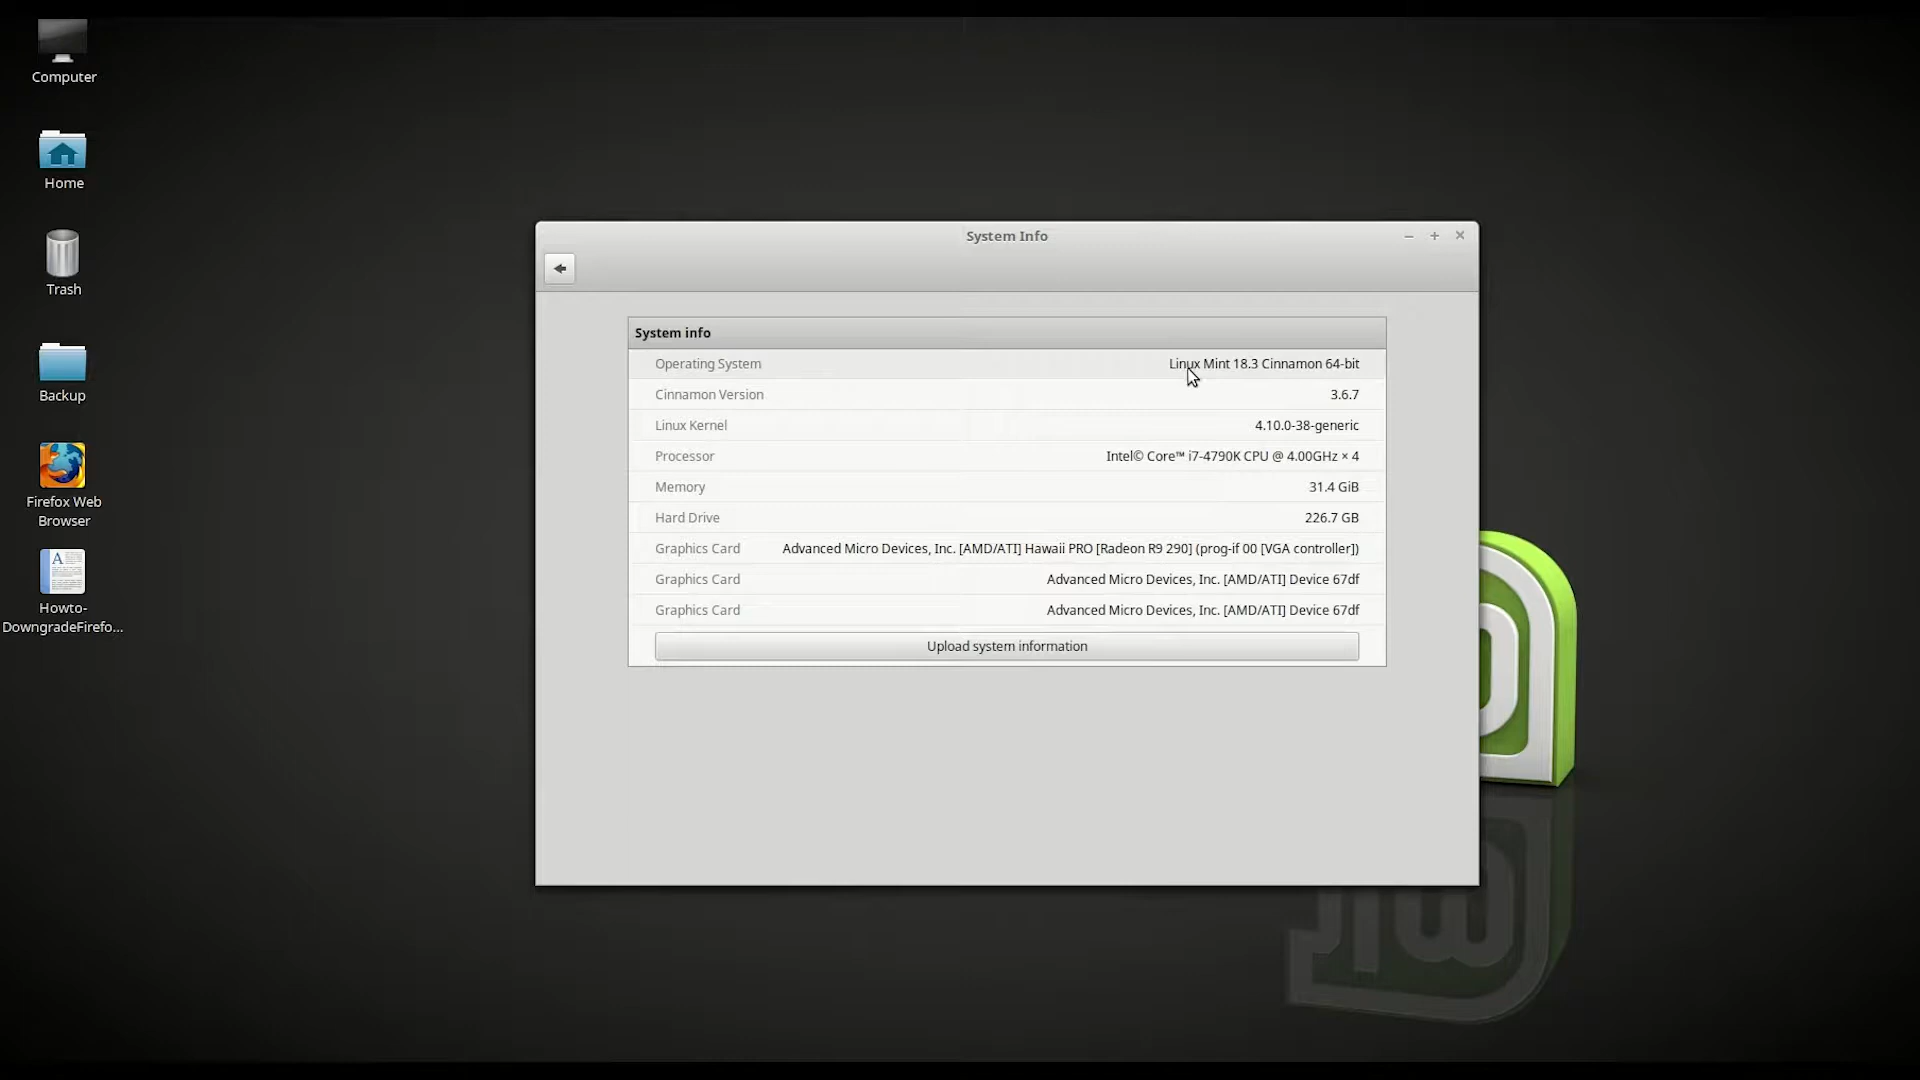 Computer
Home
Trash
Backup
Firefox Web
Browser
Howto-
DowngradeFirefo...
System Info
System info
Operating System Linux Mint 18.3 Cinnamon 64-bit
Cinnamon Version 3.6.7
Linux Kernel 4.10.0-38-generic
Processor Intel© Core™ i7-4790K CPU @ 4.00GHz × 4
Memory 31.4 GiB
Hard Drive 226.7 GB
Graphics Card Advanced Micro Devices, Inc. [AMD/ATI] Hawaii PRO [Radeon R9 290] (prog-if 00 [VGA controller])
Graphics Card Advanced Micro Devices, Inc. [AMD/ATI] Device 67df
Graphics Card Advanced Micro Devices, Inc. [AMD/ATI] Device 67df
Upload system information